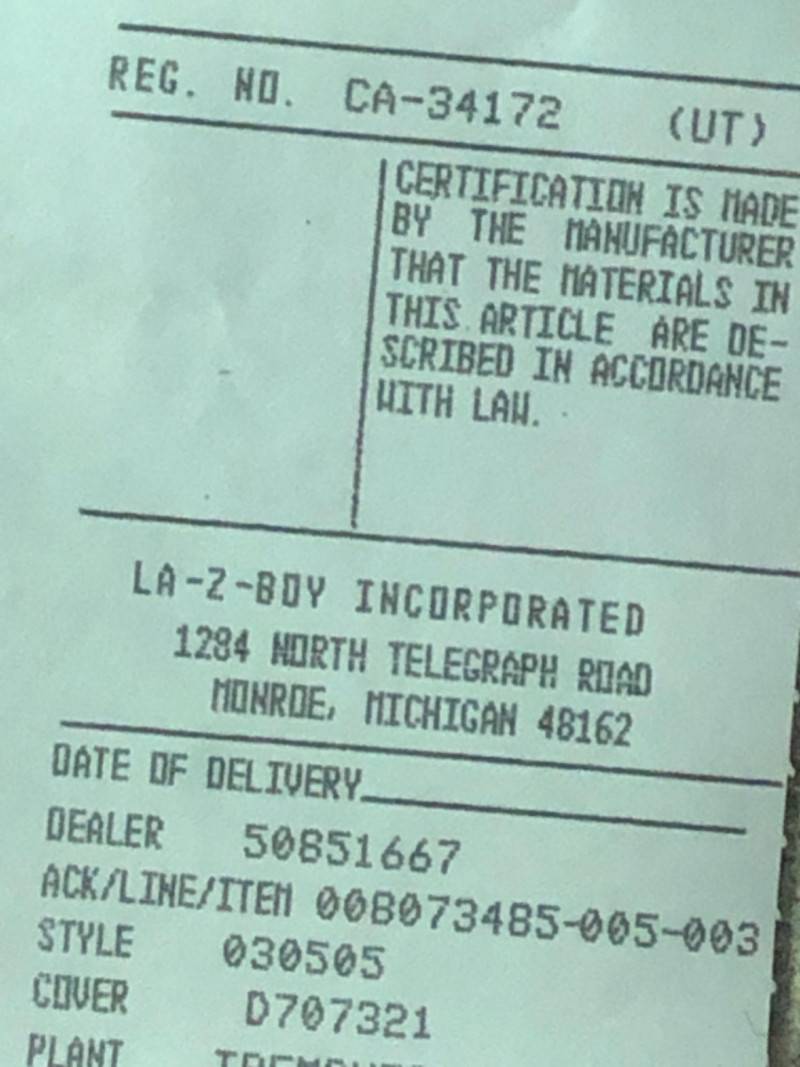 REG. NO. CA-34172 (UT)
CERTIFICATION IS MADE
BY THE MANUFACTURER
THAT THE MATERIALS IN
THIS ARTICLE ARE DE-
SCRIBED IN ACCORDANCE
WITH LAW.
LA-Z-BOY INCORPORATED
1284 NORTH TELEGRAPH ROAD
MONROE, MICHIGAN 48162
DATE OF DELIVERY
DEALER 50851667
ACK/LINE/ITEM 008073485-005-003
STYLE 030505
COVER D707321
PLANT